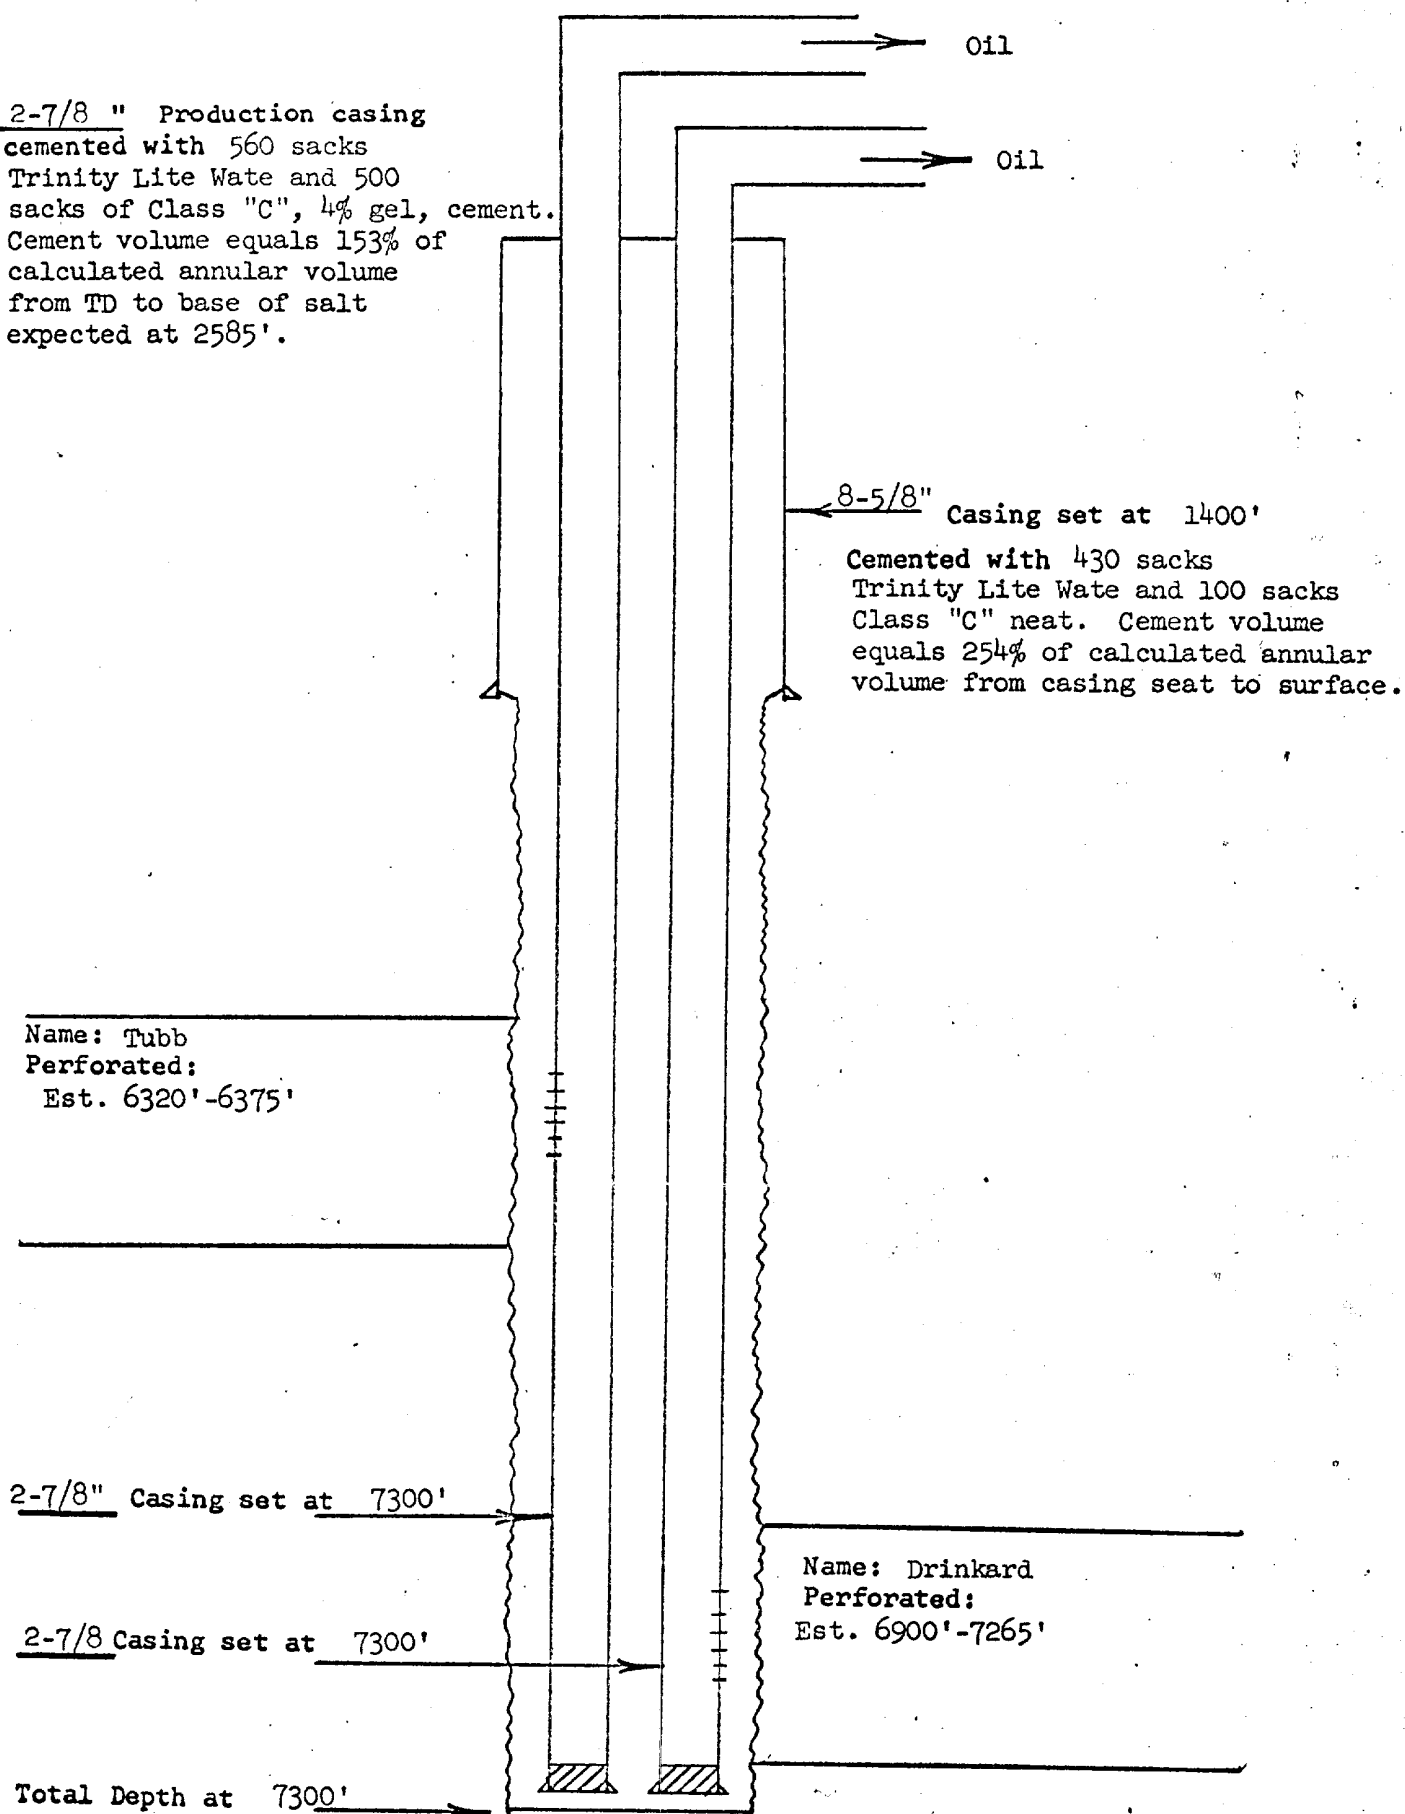 Oil
2-7/8 " Production casing
cemented with 560 sacks
Trinity Lite Wate and 500
sacks of Class "C", 4% gel, cement.
Cement volume equals 153% of
calculated annular volume
from TD to base of salt
expected at 2585'.
Oil
8-5/8" Casing set at 1400'
Cemented with 430 sacks
Trinity Lite Wate and 100 sacks
Class "C" neat. Cement volume
equals 254% of calculated annular
volume from casing seat to surface.
Name: Tubb
Perforated:
Est. 6320'-6375'
2-7/8" Casing set at 7300'
Name: Drinkard
Perforated:
Est. 6900'-7265'
2-7/8 Casing set at 7300'
Total Depth at 7300'